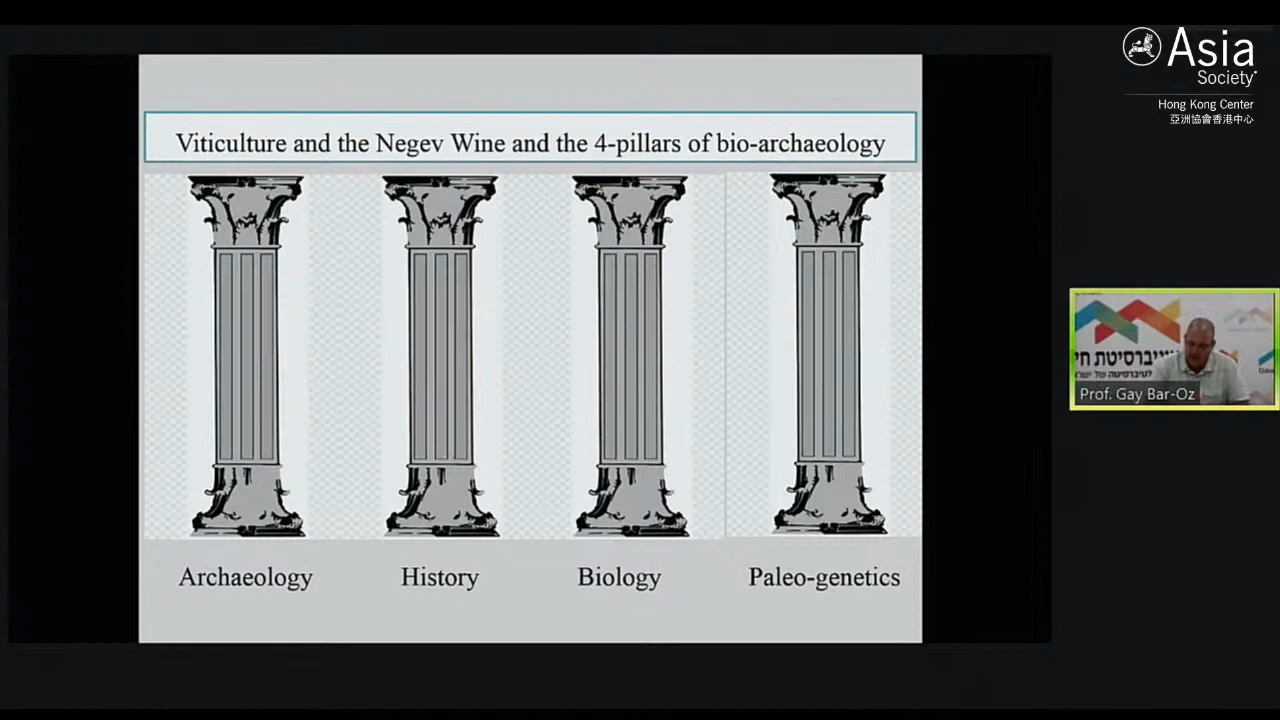 Asia
Society
Hong Kong Center
亞洲協會香港中心
Viticulture and the Negev Wine and the 4-pillars of bio-archaeology
Archaeology
History
Biology
Paleo-genetics
Prof. Gay Bar-Oz